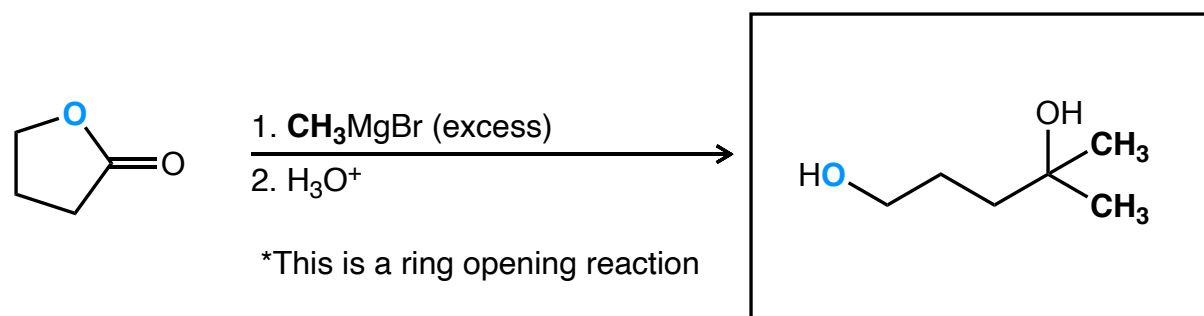 O
O
1. CH₃MgBr (excess)
2. H₃O⁺
*This is a ring opening reaction
HO
OH
CH₃
CH₃